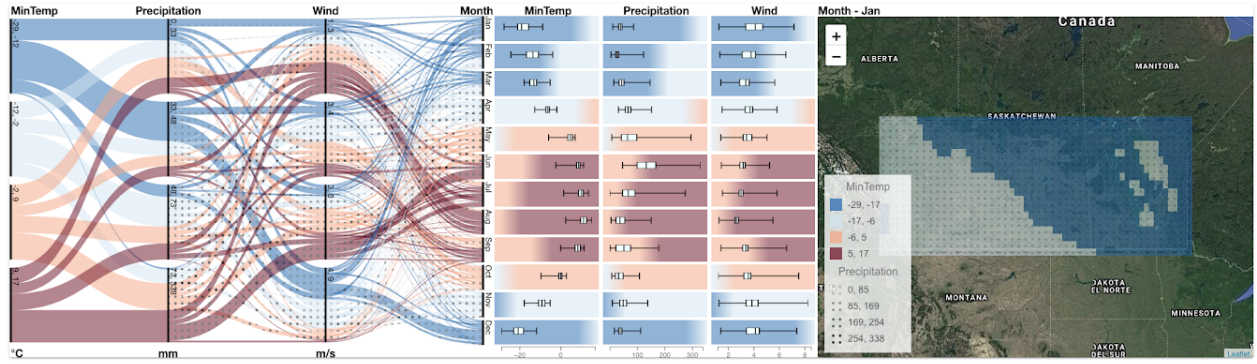 MinTemp Precipitation Wind Month
-29, -12
-12, -2
-2, 9
9, 17
33, 48
48, 73
73, 338
Jan
Feb
Mar
Apr
May
Jun
Jul
Aug
Sep
Oct
Nov
Dec
°C mm m/s
MinTemp Precipitation Wind
−20 0 100 200 300 2 4 6 8
Month - Jan
+
−
Canada
ALBERTA
MANITOBA
SASKATCHEWAN
MinTemp
-29, -17
-17, -6
-6, 5
5, 17
Precipitation
0, 85
85, 169
169, 254
254, 338
MONTANA
DAKOTA
EL NORTE
MINNESOTA
DAKOTA
DEL SUR
Leaflet